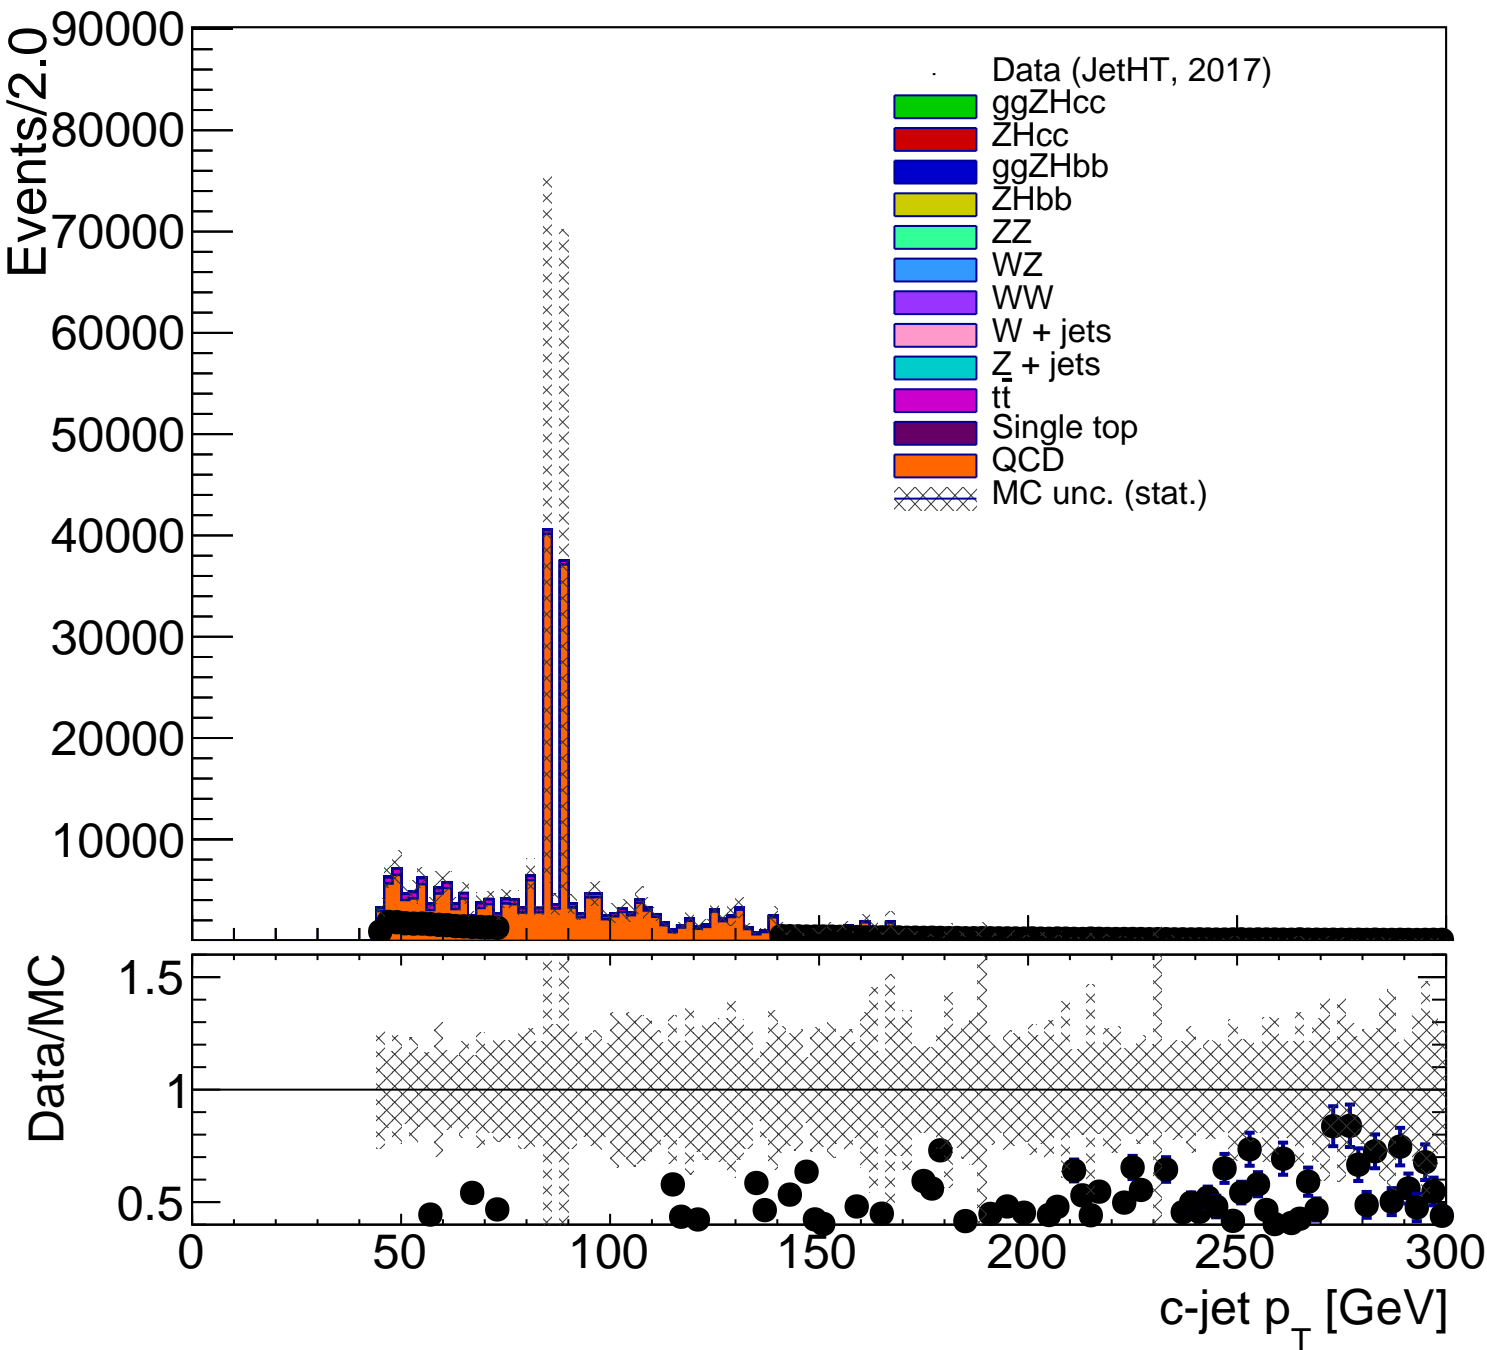 Events/2.0
90000
80000
70000
60000
50000
40000
30000
20000
10000
Data (JetHT, 2017)
ggZHcc
ZHcc
ggZHbb
ZHbb
ZZ
WZ
WW
W + jets
Z + jets
tt̅
Single top
QCD
MC unc. (stat.)
Data/MC
1.5
1
0.5
0 50 100 150 200 250 300
c-jet p_T [GeV]